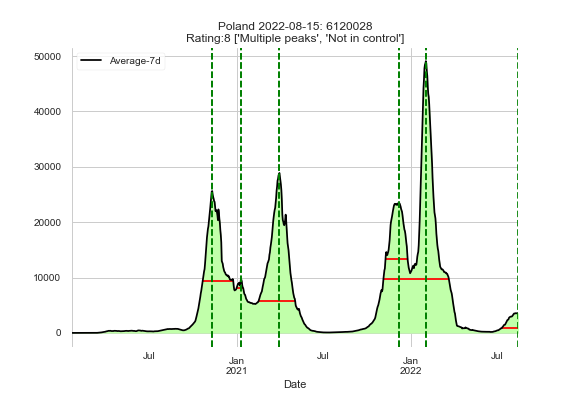 Poland 2022-08-15: 6120028
Rating:8 ['Multiple peaks', 'Not in control']
Average-7d
50000
40000
30000
20000
10000
0
Jul
Jan
2021
Jul
Jan
2022
Jul
Date